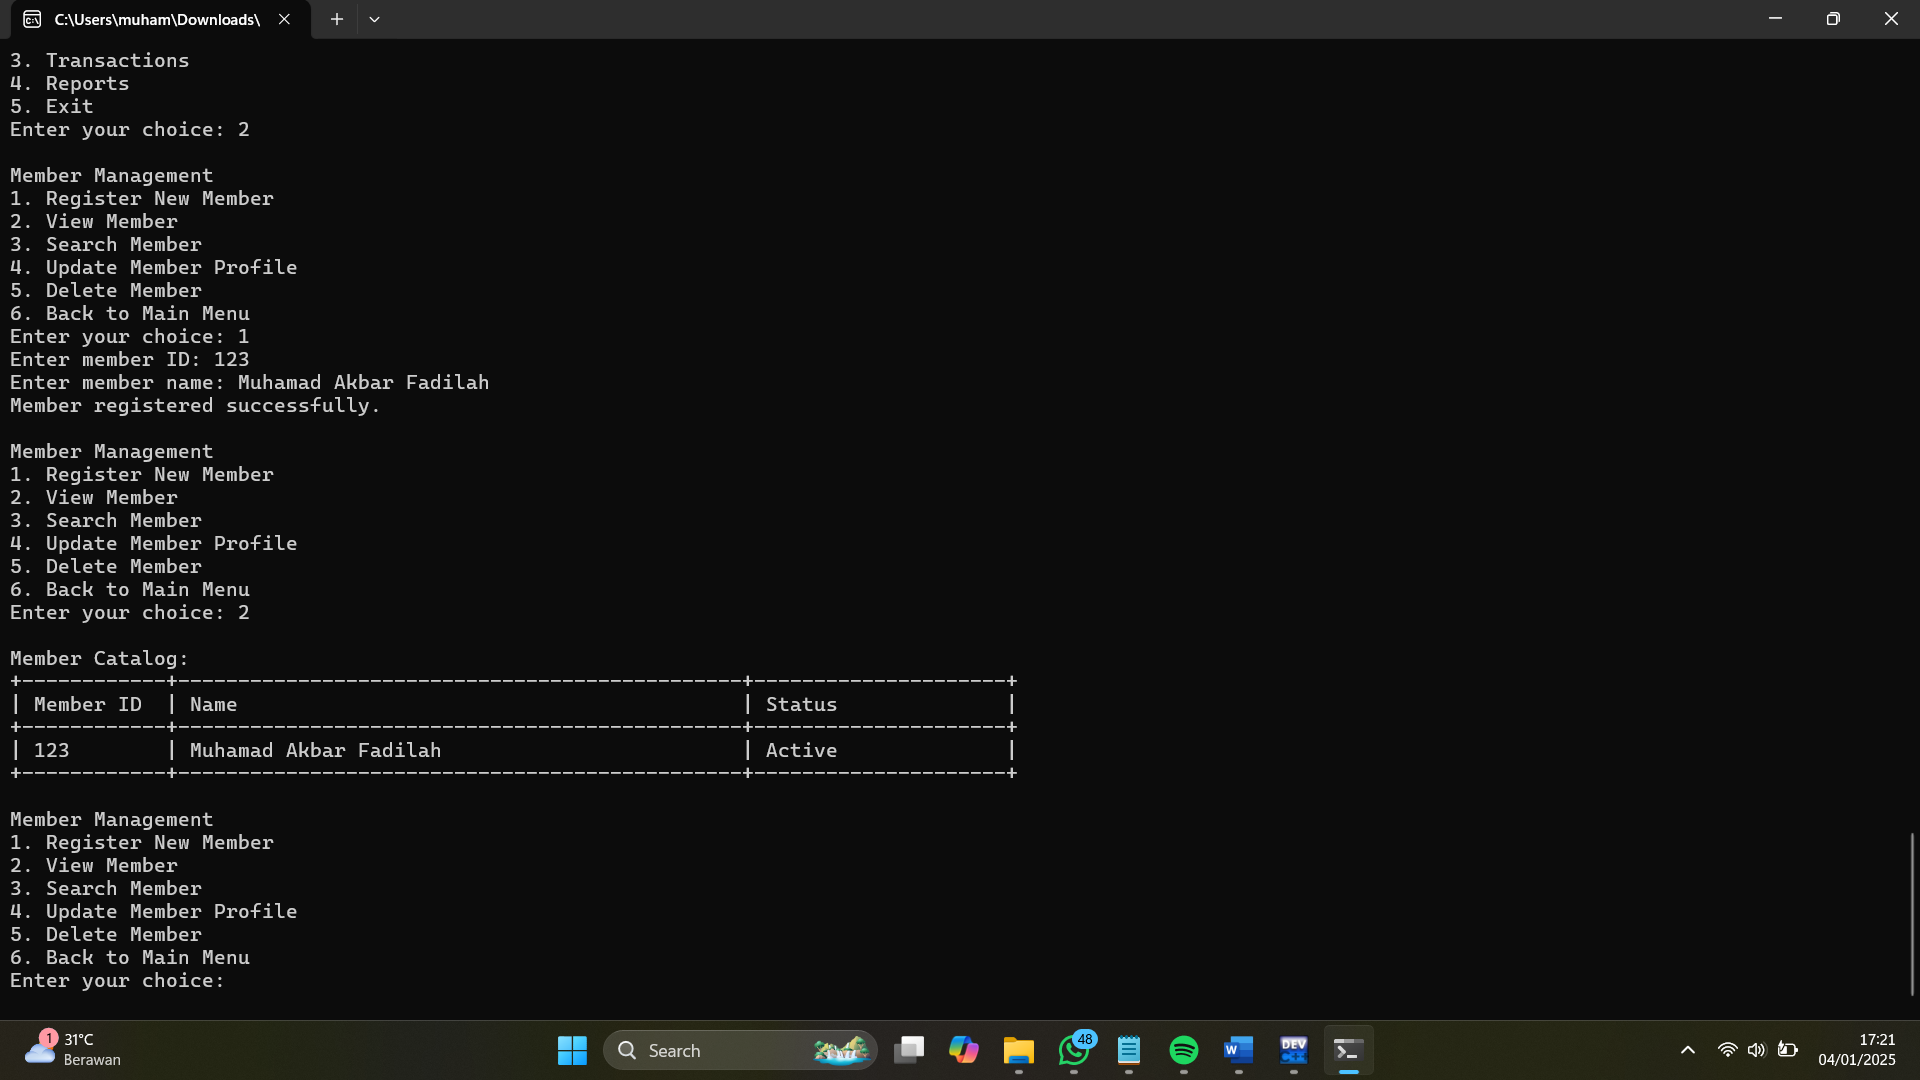 C:\Users\muham\Downloads\
3. Transactions
4. Reports
5. Exit
Enter your choice: 2
Member Management
1. Register New Member
2. View Member
3. Search Member
4. Update Member Profile
5. Delete Member
6. Back to Main Menu
Enter your choice: 1
Enter member ID: 123
Enter member name: Muhamad Akbar Fadilah
Member registered successfully.
Member Management
1. Register New Member
2. View Member
3. Search Member
4. Update Member Profile
5. Delete Member
6. Back to Main Menu
Enter your choice: 2
Member Catalog:
+------------+-----------------------------------------------+---------------------+
| Member ID | Name | Status |
+------------+-----------------------------------------------+---------------------+
| 123 | Muhamad Akbar Fadilah | Active |
+------------+-----------------------------------------------+---------------------+
Member Management
1. Register New Member
2. View Member
3. Search Member
4. Update Member Profile
5. Delete Member
6. Back to Main Menu
Enter your choice:
1
31°C
Berawan
Search
48
W
DEV
17:21
04/01/2025